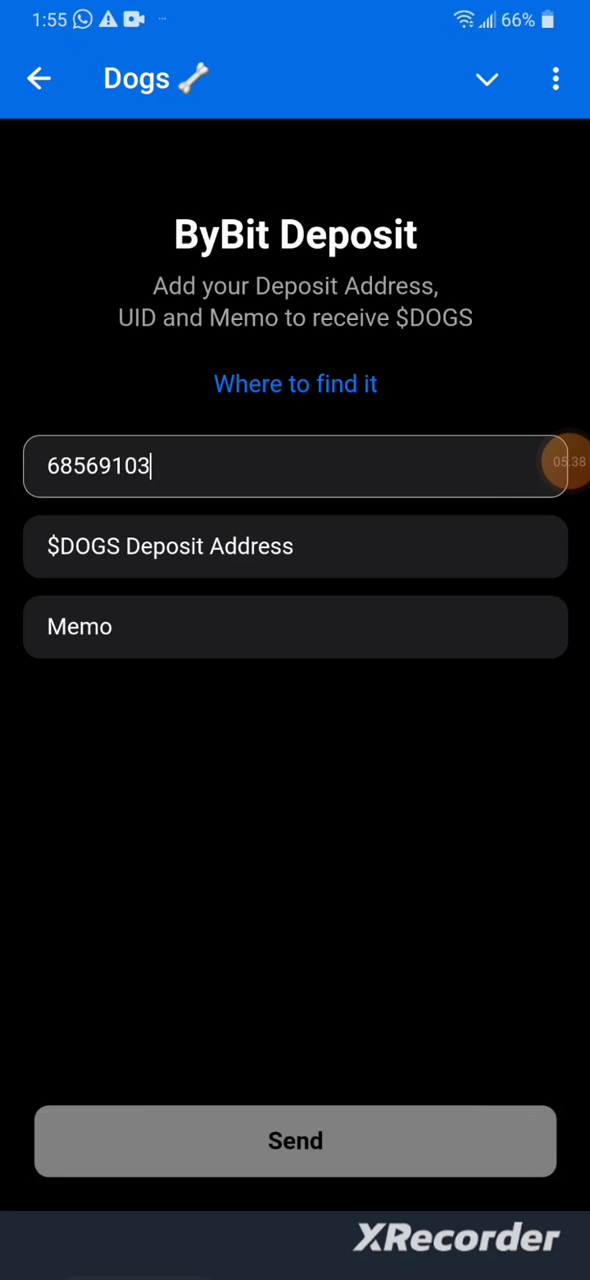 1:55 66%
Dogs 🦴
ByBit Deposit
Add your Deposit Address,
UID and Memo to receive $DOGS
Where to find it
68569103
05:38
$DOGS Deposit Address
Memo
Send
XRecorder